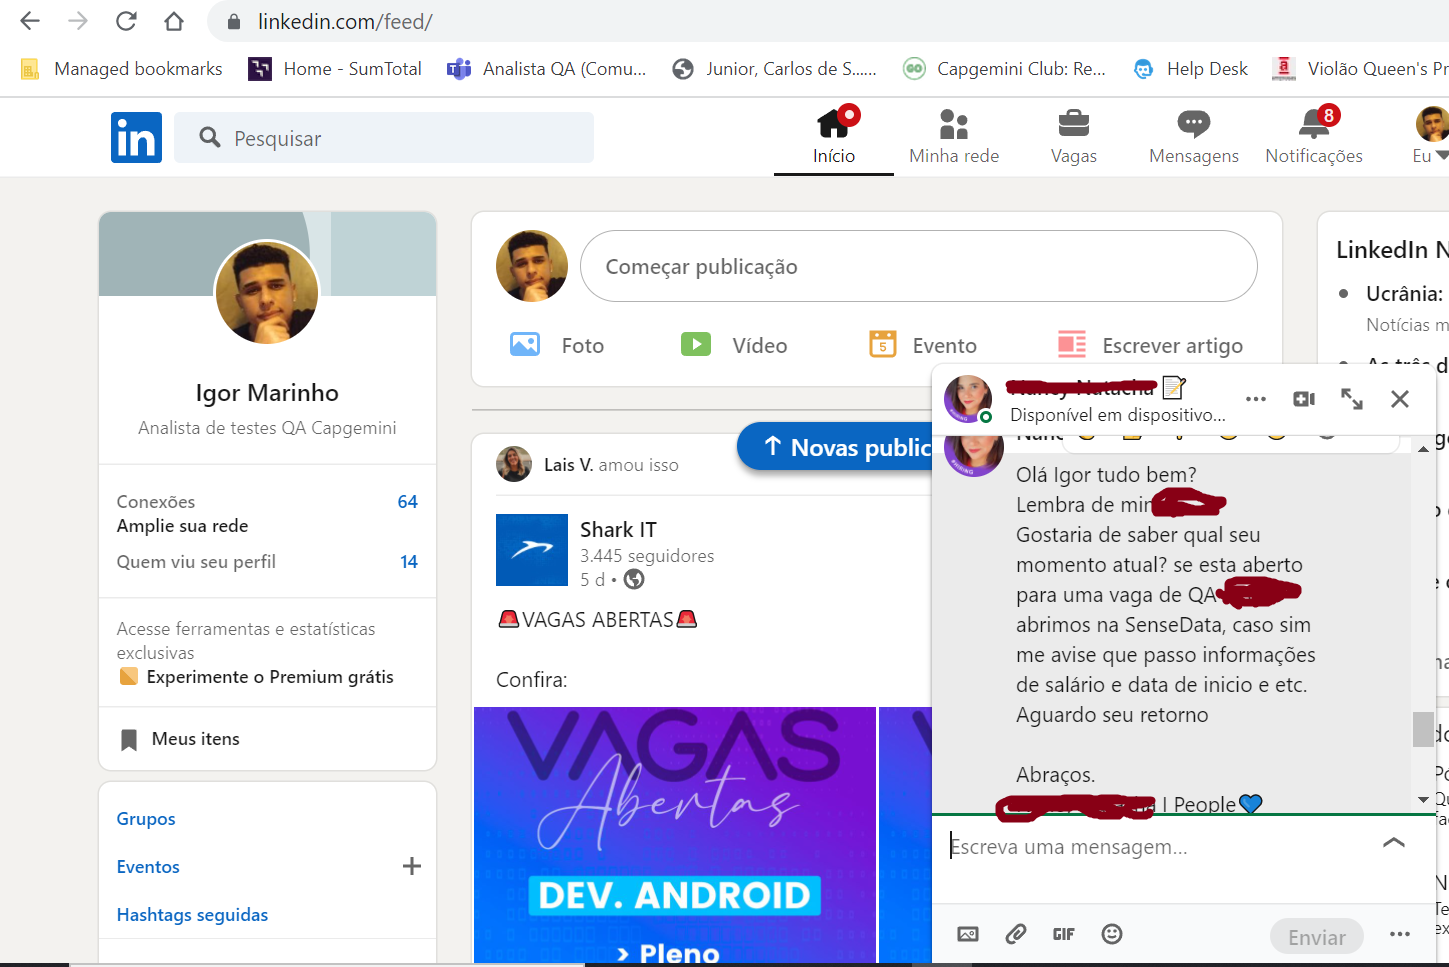 linkedin.com/feed/
Managed bookmarks
Home - SumTotal
Analista QA (Comu...
Junior, Carlos de S......
Capgemini Club: Re...
Help Desk
Violão Queen's Pr
in
Pesquisar
Início
Minha rede
Vagas
Mensagens
8
Notificações
Eu
Igor Marinho
Analista de testes QA Capgemini
Conexões 64
Amplie sua rede
Quem viu seu perfil 14
Acesse ferramentas e estatísticas
exclusivas
Experimente o Premium grátis
Meus itens
Grupos
Eventos
Hashtags seguidas
Começar publicação
Foto
Vídeo
5
Evento
Escrever artigo
Novas public
Lais V. amou isso
Shark IT
3.445 seguidores
5 d •
🚨VAGAS ABERTAS🚨
Confira:
VAGAS
Abertas
DEV. ANDROID
> Pleno
LinkedIn N
Ucrânia:
Notícias m
As três d
Disponível em dispositivo...
Olá Igor tudo bem?
Lembra de min
Gostaria de saber qual seu
momento atual? se esta aberto
para uma vaga de QA
abrimos na SenseData, caso sim
me avise que passo informações
de salário e data de inicio e etc.
Aguardo seu retorno
Abraços.
I People💙
Escreva uma mensagem...
GIF
Enviar